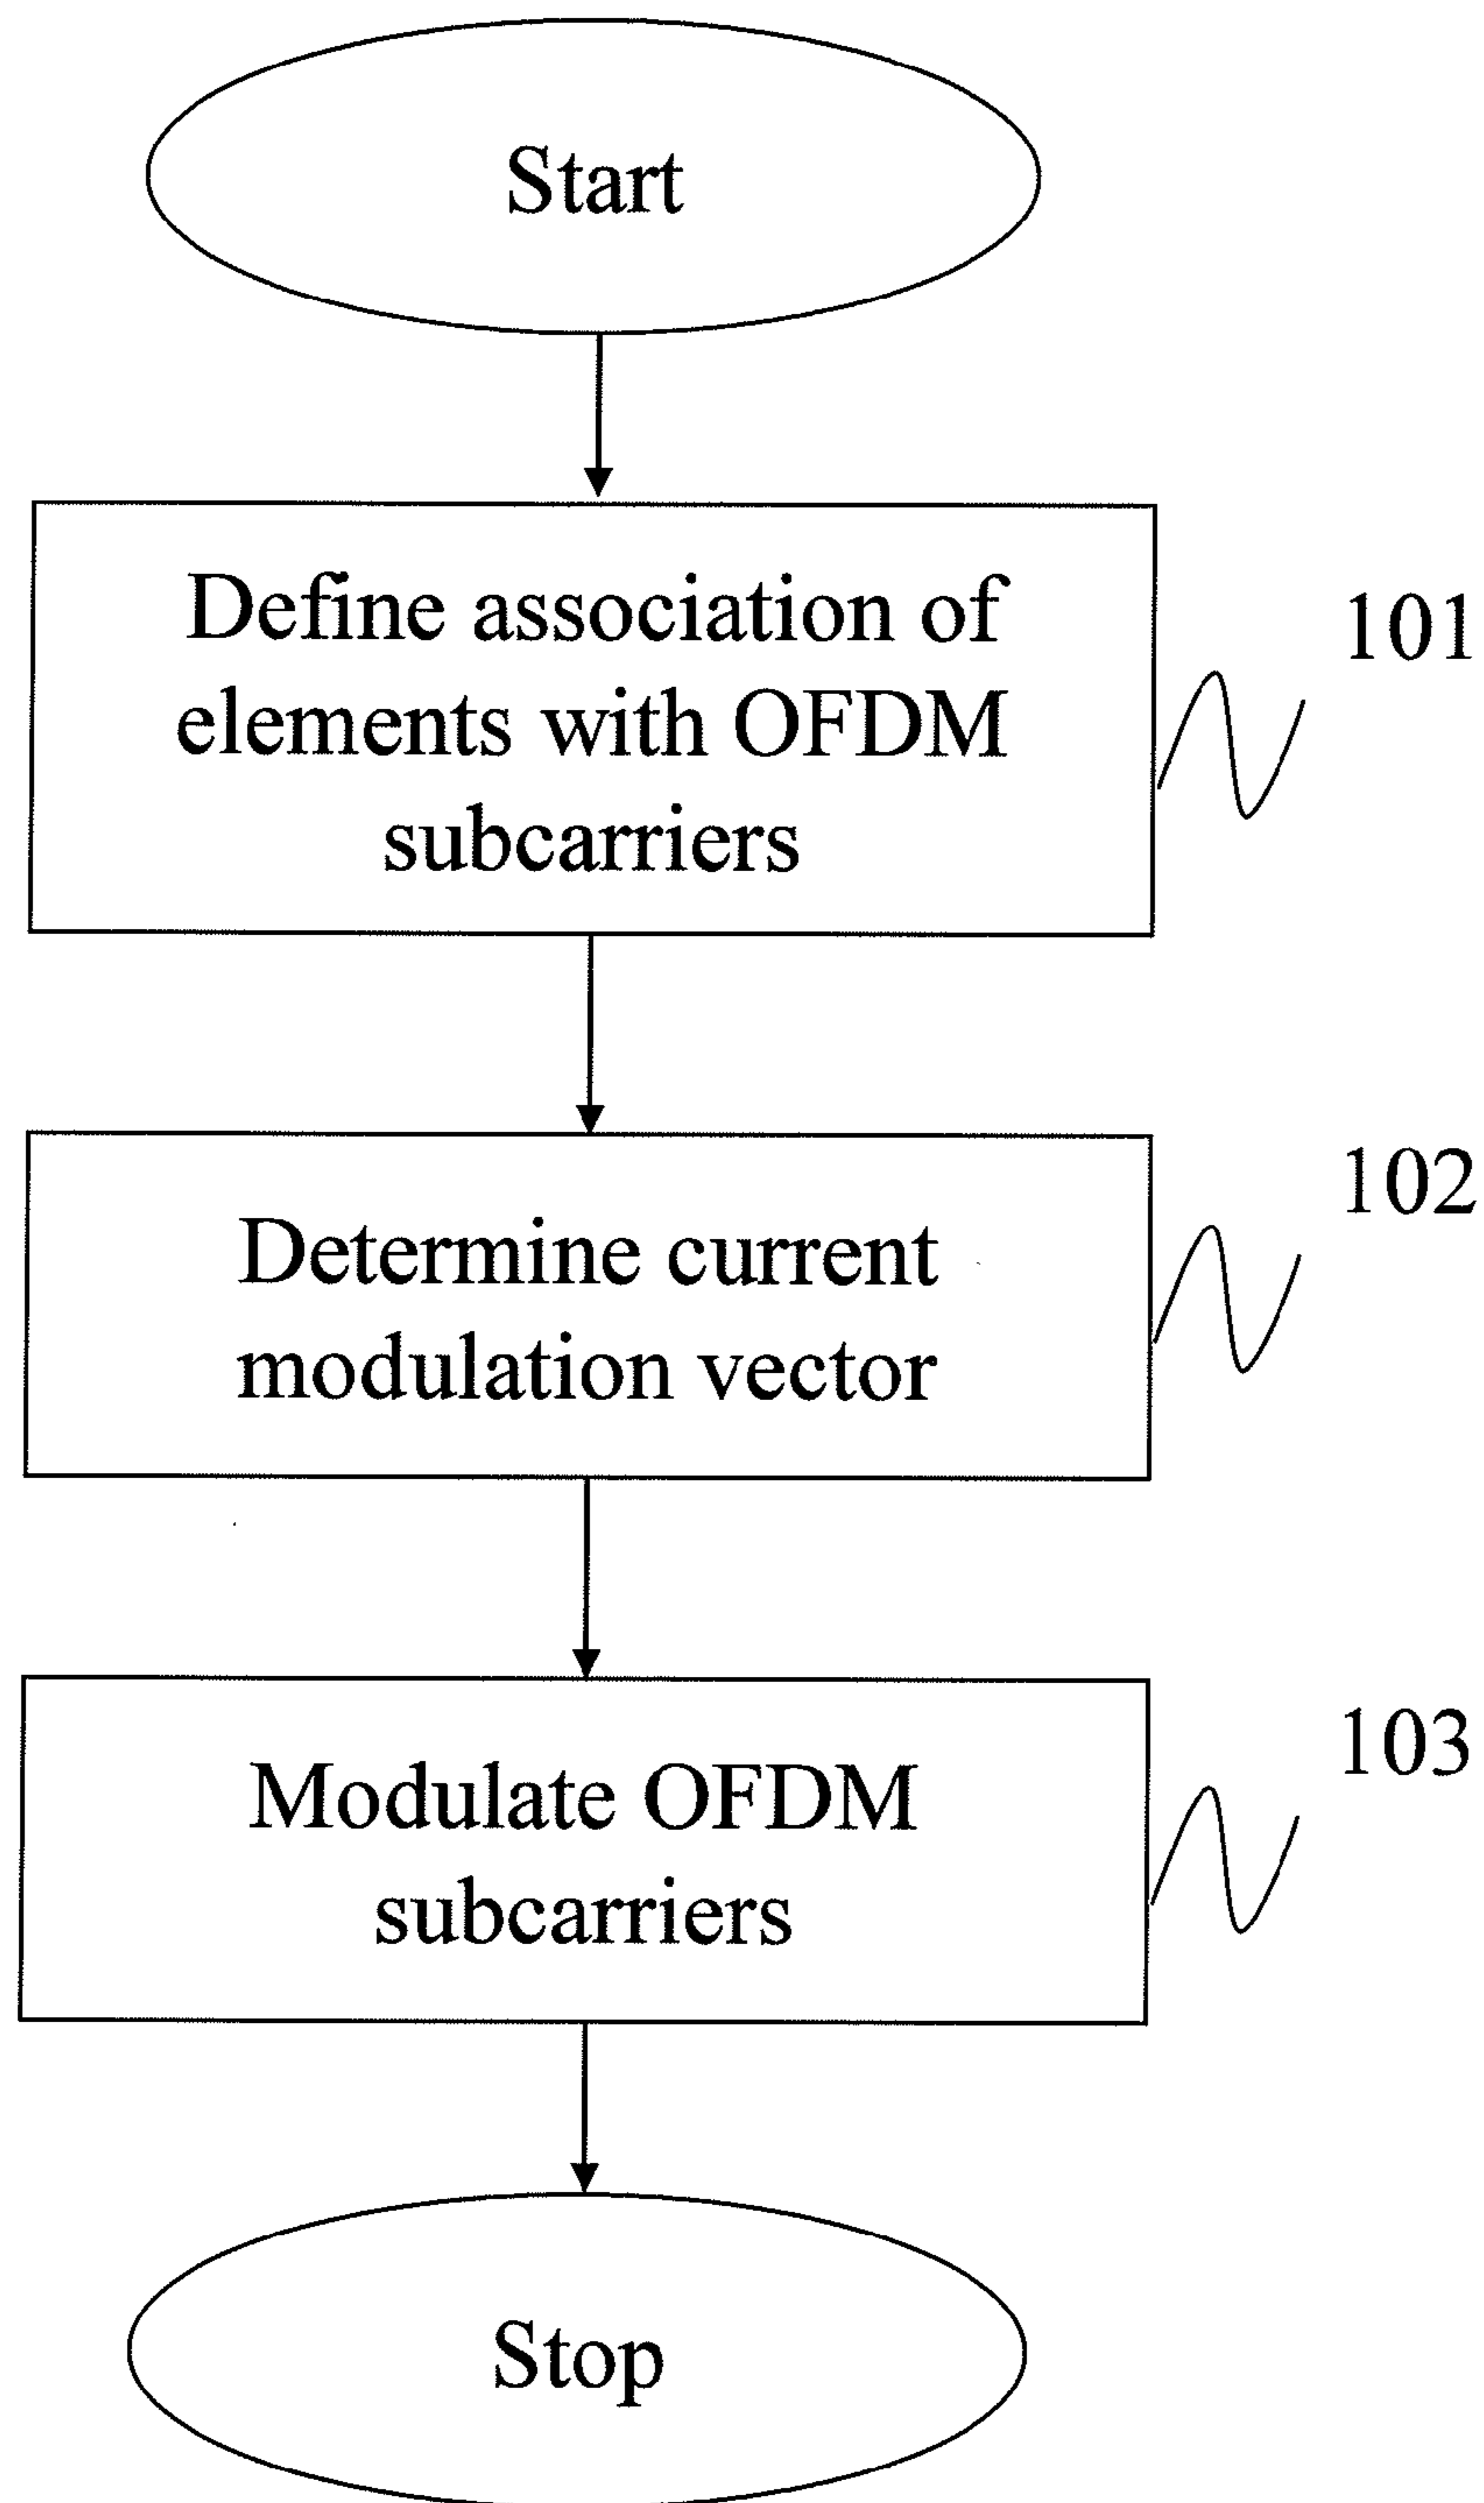 Start
Define association of
elements with OFDM
subcarriers
101
Determine current
modulation vector
102
Modulate OFDM
subcarriers
103
Stop